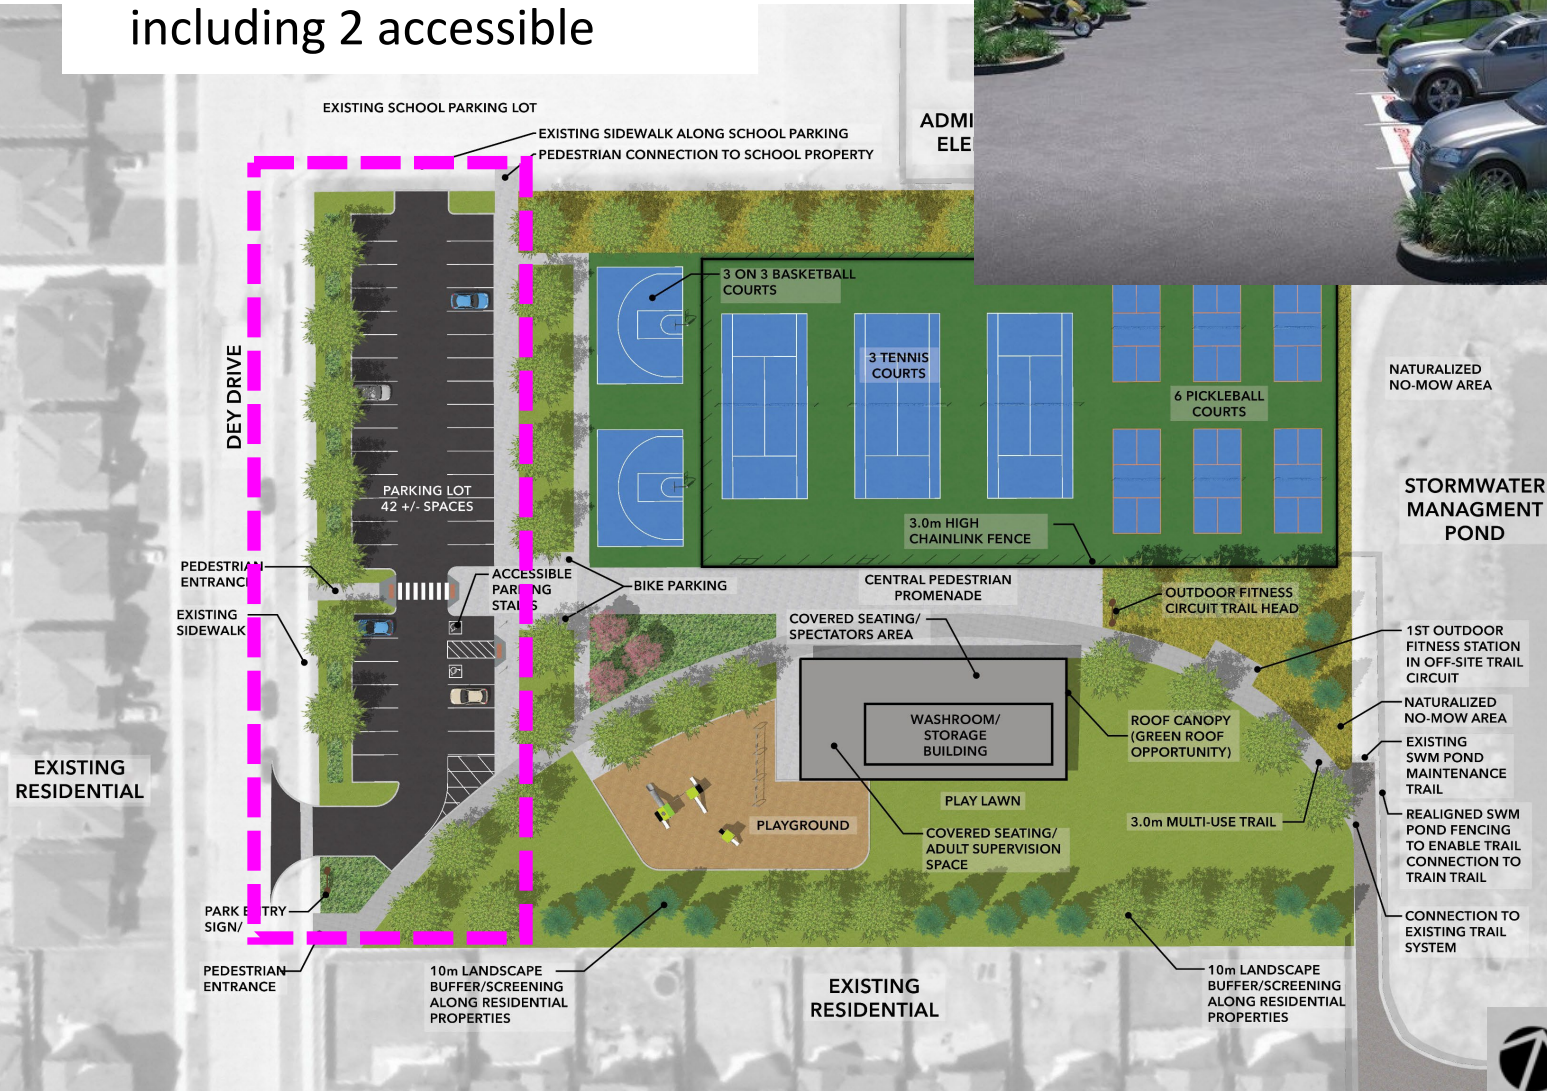 including 2 accessible
EXISTING SCHOOL PARKING LOT
EXISTING SIDEWALK ALONG SCHOOL PARKING
PEDESTRIAN CONNECTION TO SCHOOL PROPERTY
ADMI
ELE
3 ON 3 BASKETBALL
COURTS
DEY DRIVE
3 TENNIS
COURTS
6 PICKLEBALL
COURTS
NATURALIZED
NO-MOW AREA
PARKING LOT
42 +/- SPACES
STORMWATER
MANAGMENT
POND
3.0m HIGH
CHAINLINK FENCE
PEDESTRIAN
ENTRANCE
ACCESSIBLE
PARKING
STALLS
BIKE PARKING
CENTRAL PEDESTRIAN
PROMENADE
OUTDOOR FITNESS
CIRCUIT TRAIL HEAD
EXISTING
SIDEWALK
COVERED SEATING/
SPECTATORS AREA
1ST OUTDOOR
FITNESS STATION
IN OFF-SITE TRAIL
CIRCUIT
NATURALIZED
NO-MOW AREA
WASHROOM/
STORAGE
BUILDING
ROOF CANOPY
(GREEN ROOF
OPPORTUNITY)
EXISTING
SWM POND
MAINTENANCE
TRAIL
EXISTING
RESIDENTIAL
PLAY LAWN
PLAYGROUND
3.0m MULTI-USE TRAIL
COVERED SEATING/
ADULT SUPERVISION
SPACE
REALIGNED SWM
POND FENCING
TO ENABLE TRAIL
CONNECTION TO
TRAIN TRAIL
PARK ENTRY
SIGN/
CONNECTION TO
EXISTING TRAIL
SYSTEM
PEDESTRIAN
ENTRANCE
10m LANDSCAPE
BUFFER/SCREENING
ALONG RESIDENTIAL
PROPERTIES
EXISTING
RESIDENTIAL
10m LANDSCAPE
BUFFER/SCREENING
ALONG RESIDENTIAL
PROPERTIES